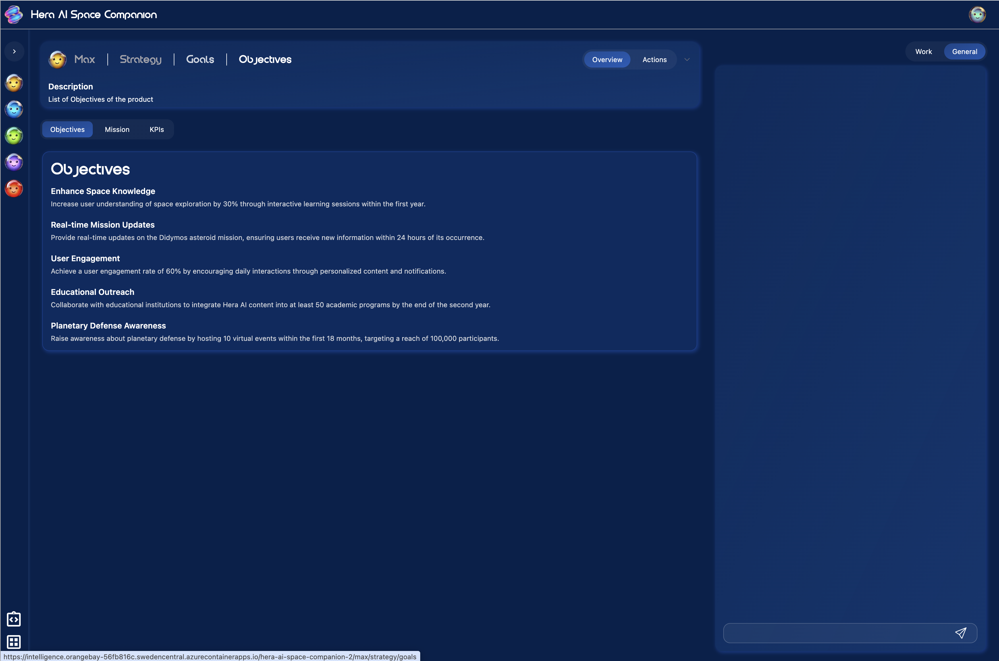 Hera AI Space Companion
Max | Strategy | Goals | Objectives
Overview Actions
Work General
Description
List of Objectives of the product
Objectives Mission KPIs
Objectives
Enhance Space Knowledge
Increase user understanding of space exploration by 30% through interactive learning sessions within the first year.
Real-time Mission Updates
Provide real-time updates on the Didymos asteroid mission, ensuring users receive new information within 24 hours of its occurrence.
User Engagement
Achieve a user engagement rate of 60% by encouraging daily interactions through personalized content and notifications.
Educational Outreach
Collaborate with educational institutions to integrate Hera AI content into at least 50 academic programs by the end of the second year.
Planetary Defense Awareness
Raise awareness about planetary defense by hosting 10 virtual events within the first 18 months, targeting a reach of 100,000 participants.
https://intelligence.orangebay-56fb816c.swedencentral.azurecontainerapps.io/hera-ai-space-companion-2/max/strategy/goals